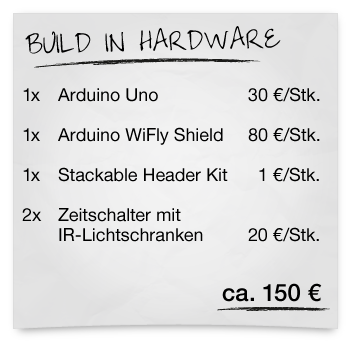 BUILD IN HARDWARE
1x Arduino Uno 30 €/Stk.
1x Arduino WiFly Shield 80 €/Stk.
1x Stackable Header Kit 1 €/Stk.
2x Zeitschalter mit
IR-Lichtschranken 20 €/Stk.
ca. 150 €